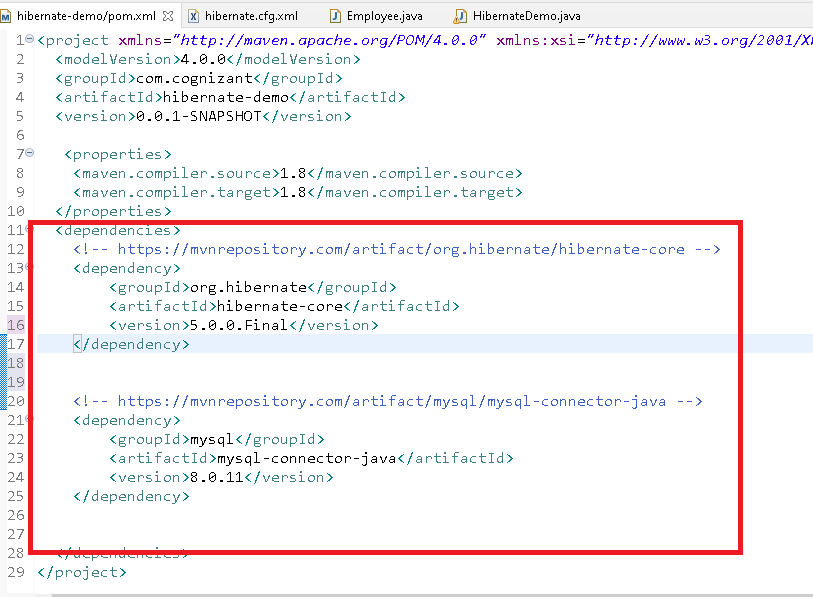 hibernate-demo/pom.xml hibernate.cfg.xml Employee.java HibernateDemo.java
1 <project xmlns="http://maven.apache.org/POM/4.0.0" xmlns:xsi="http://www.w3.org/2001/X
2 <modelVersion>4.0.0</modelVersion>
3 <groupId>com.cognizant</groupId>
4 <artifactId>hibernate-demo</artifactId>
5 <version>0.0.1-SNAPSHOT</version>
6
7 <properties>
8 <maven.compiler.source>1.8</maven.compiler.source>
9 <maven.compiler.target>1.8</maven.compiler.target>
10 </properties>
11 <dependencies>
12 <!-- https://mvnrepository.com/artifact/org.hibernate/hibernate-core -->
13 <dependency>
14 <groupId>org.hibernate</groupId>
15 <artifactId>hibernate-core</artifactId>
16 <version>5.0.0.Final</version>
17 </dependency>
18
19
20 <!-- https://mvnrepository.com/artifact/mysql/mysql-connector-java -->
21 <dependency>
22 <groupId>mysql</groupId>
23 <artifactId>mysql-connector-java</artifactId>
24 <version>8.0.11</version>
25 </dependency>
26
27
28 </dependencies>
29 </project>